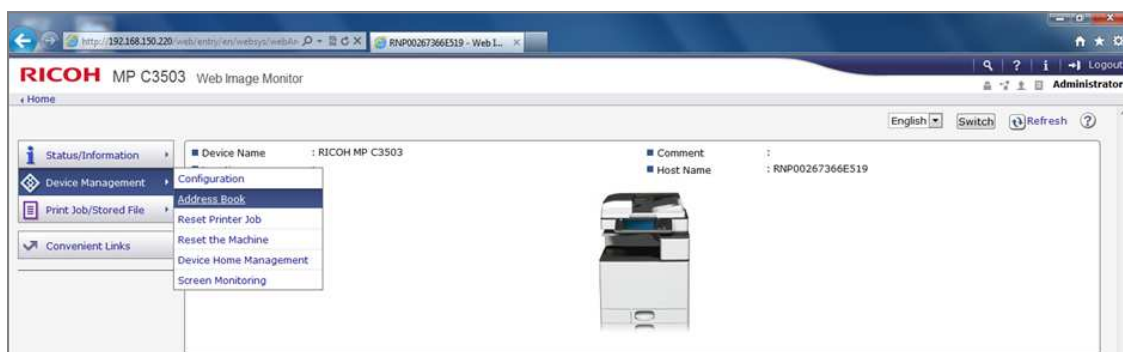 http://192.168.150.220/web/entry/en/websys/webAr
RNP00267366E519 - Web I...
RICOH MP C3503 Web Image Monitor
? i Logout
Administrator
Home
English Switch Refresh ?
Status/Information
Device Name : RICOH MP C3503
Comment :
Device Management
Configuration
Host Name : RNP00267366E519
Address Book
Print Job/Stored File
Reset Printer Job
Convenient Links
Reset the Machine
Device Home Management
Screen Monitoring